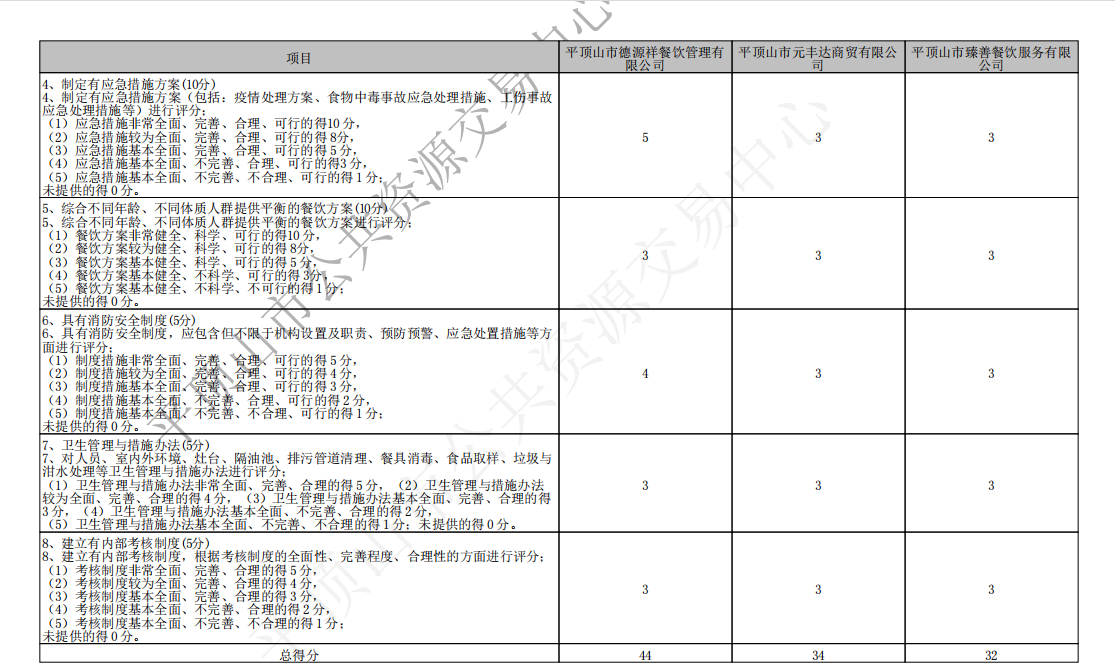 项目
平顶山市德源祥餐饮管理有
限公司
平顶山市元丰达商贸有限公
司
平顶山市臻善餐饮服务有限
公司
4、制定有应急措施方案(10分)
4、制定有应急措施方案（包括：疫情处理方案、食物中毒事故应急处理措施、工伤事故
应急处理措施等）进行评分；
（1）应急措施非常全面、完善、合理、可行的得10 分，
（2）应急措施较为全面、完善、合理、可行的得 8分，
（3）应急措施基本全面、完善、合理、可行的得 5 分，
（4）应急措施基本全面、不完善、合理、可行的得3 分，
（5）应急措施基本全面、不完善、不合理、可行的得 1 分；
未提供的得 0 分。
5
3
3
5、综合不同年龄、不同体质人群提供平衡的餐饮方案(10分)
5、综合不同年龄、不同体质人群提供平衡的餐饮方案进行评分；
（1）餐饮方案非常健全、科学、可行的得10 分，
（2）餐饮方案较为健全、科学、可行的得 8分，
（3）餐饮方案基本健全、科学、可行的得 5 分，
（4）餐饮方案基本健全、不科学、可行的得 3分，
（5）餐饮方案基本健全、不科学、不可行的得 1 分；
未提供的得 0 分。
3
3
3
6、具有消防安全制度(5分)
6、具有消防安全制度，应包含但不限于机构设置及职责、预防预警、应急处置措施等方
面进行评分；
（1）制度措施非常全面、完善、合理、可行的得 5 分，
（2）制度措施较为全面、完善、合理、可行的得 4 分，
（3）制度措施基本全面、完善、合理、可行的得 3 分，
（4）制度措施基本全面、不完善、合理、可行的得 2 分，
（5）制度措施基本全面、不完善、不合理、可行的得 1 分；
未提供的得 0 分。
4
3
3
7、卫生管理与措施办法(5分)
7、对人员、室内外环境、灶台、隔油池、排污管道清理、餐具消毒、食品取样、垃圾与
泔水处理等卫生管理与措施办法进行评分；
（1）卫生管理与措施办法非常全面、完善、合理的得 5 分，（2）卫生管理与措施办法
较为全面、完善、合理的得 4 分，（3）卫生管理与措施办法基本全面、完善、合理的得
3 分，（4）卫生管理与措施办法基本全面、不完善、合理的得 2 分，
（5）卫生管理与措施办法基本全面、不完善、不合理的得 1 分；未提供的得 0 分。
3
3
3
8、建立有内部考核制度(5分)
8、建立有内部考核制度，根据考核制度的全面性、完善程度、合理性的方面进行评分；
（1）考核制度非常全面、完善、合理的得 5 分，
（2）考核制度较为全面、完善、合理的得 4 分，
（3）考核制度基本全面、完善、合理的得 3 分，
（4）考核制度基本全面、不完善、合理的得 2 分，
（5）考核制度基本全面、不完善、不合理的得 1 分；
未提供的得 0 分。
3
3
3
总得分
44
34
32
平顶山市公共资源交易中心
平顶山市公共资源交易中心